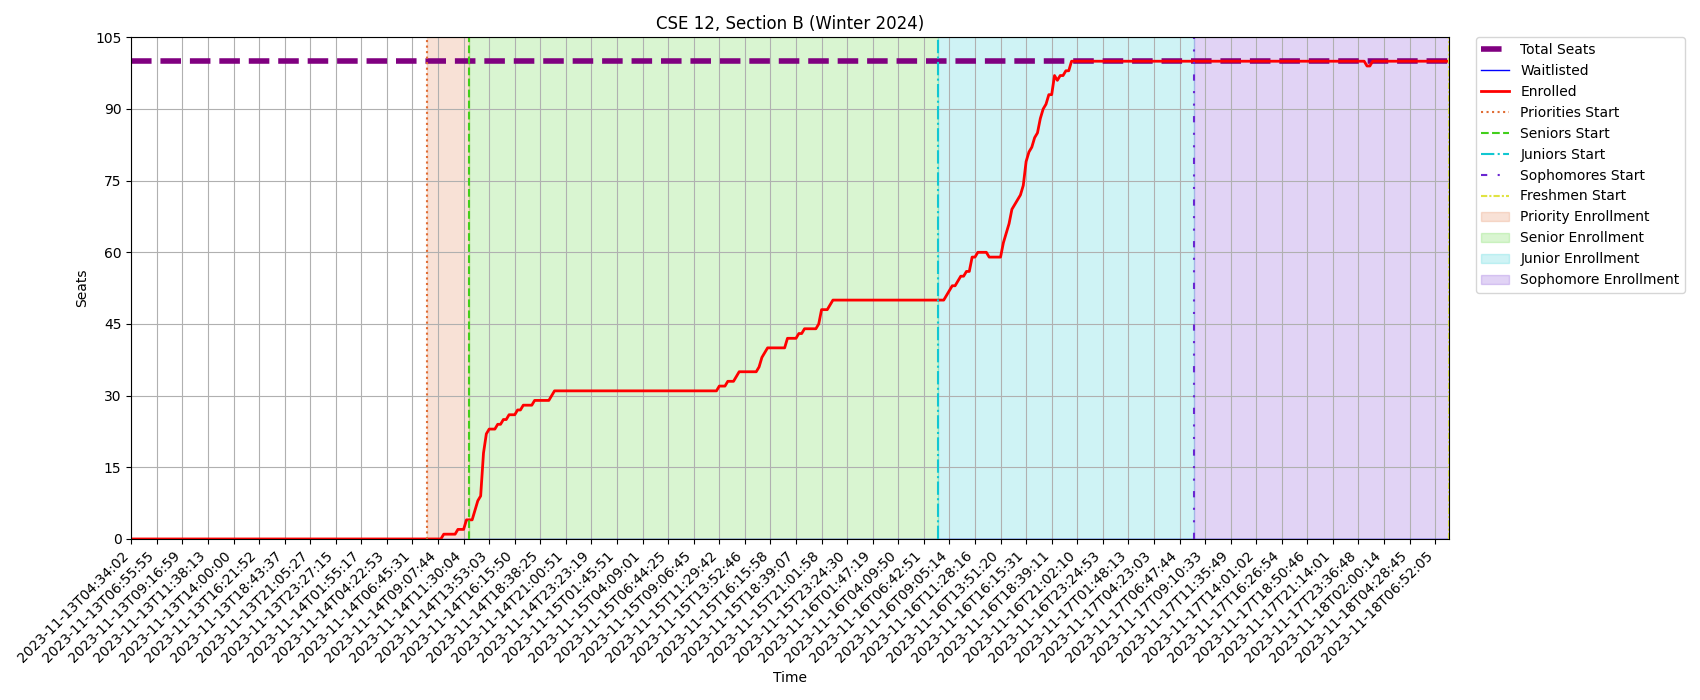 CSE 12, Section B (Winter 2024)
105
90
75
60
45
30
15
0
Seats
2023-11-13T04:34:02
2023-11-13T06:55:55
2023-11-13T09:16:59
2023-11-13T11:38:13
2023-11-13T14:00:00
2023-11-13T16:21:52
2023-11-13T18:43:37
2023-11-13T21:05:27
2023-11-13T23:27:15
2023-11-14T01:55:17
2023-11-14T04:22:53
2023-11-14T06:45:31
2023-11-14T09:07:44
2023-11-14T11:30:04
2023-11-14T13:53:03
2023-11-14T16:15:50
2023-11-14T18:38:25
2023-11-14T21:00:51
2023-11-14T23:23:19
2023-11-15T01:45:51
2023-11-15T04:09:01
2023-11-15T06:44:25
2023-11-15T09:06:45
2023-11-15T11:29:42
2023-11-15T13:52:46
2023-11-15T16:15:58
2023-11-15T18:39:07
2023-11-15T21:01:58
2023-11-15T23:24:30
2023-11-16T01:47:19
2023-11-16T04:09:50
2023-11-16T06:42:51
2023-11-16T09:05:14
2023-11-16T11:28:16
2023-11-16T13:51:20
2023-11-16T16:15:31
2023-11-16T18:39:11
2023-11-16T21:02:10
2023-11-16T23:24:53
2023-11-17T01:48:13
2023-11-17T04:23:03
2023-11-17T06:47:44
2023-11-17T09:10:33
2023-11-17T11:35:49
2023-11-17T14:01:02
2023-11-17T16:26:54
2023-11-17T18:50:46
2023-11-17T21:14:01
2023-11-17T23:36:48
2023-11-18T02:00:14
2023-11-18T04:28:45
2023-11-18T06:52:05
Time
Total Seats
Waitlisted
Enrolled
Priorities Start
Seniors Start
Juniors Start
Sophomores Start
Freshmen Start
Priority Enrollment
Senior Enrollment
Junior Enrollment
Sophomore Enrollment